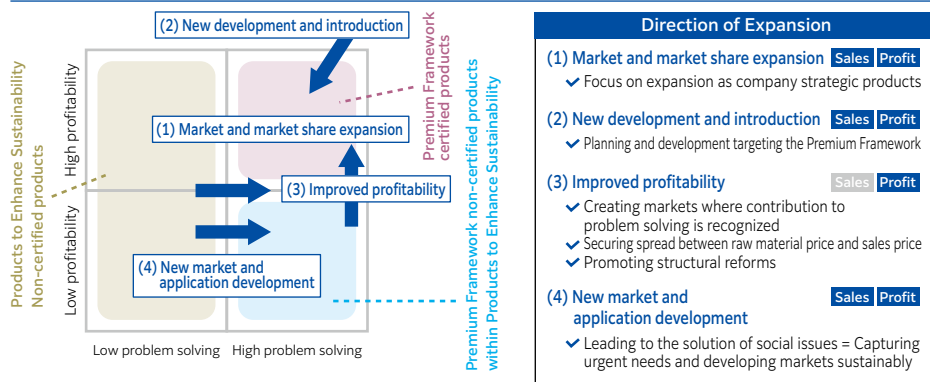 (2) New development and introduction
Products to Enhance Sustainability
Non-certified products
High profitability
Low profitability
(1) Market and market share expansion
(3) Improved profitability
(4) New market and
application development
Low problem solving
High problem solving
Premium Framework
certified products
Premium Framework non-certified products
within Products to Enhance Sustainability
Direction of Expansion
(1) Market and market share expansion Sales Profit
✓ Focus on expansion as company strategic products
(2) New development and introduction Sales Profit
✓ Planning and development targeting the Premium Framework
(3) Improved profitability Sales Profit
✓ Creating markets where contribution to
problem solving is recognized
✓ Securing spread between raw material price and sales price
✓ Promoting structural reforms
(4) New market and Sales Profit
application development
✓ Leading to the solution of social issues = Capturing
urgent needs and developing markets sustainably